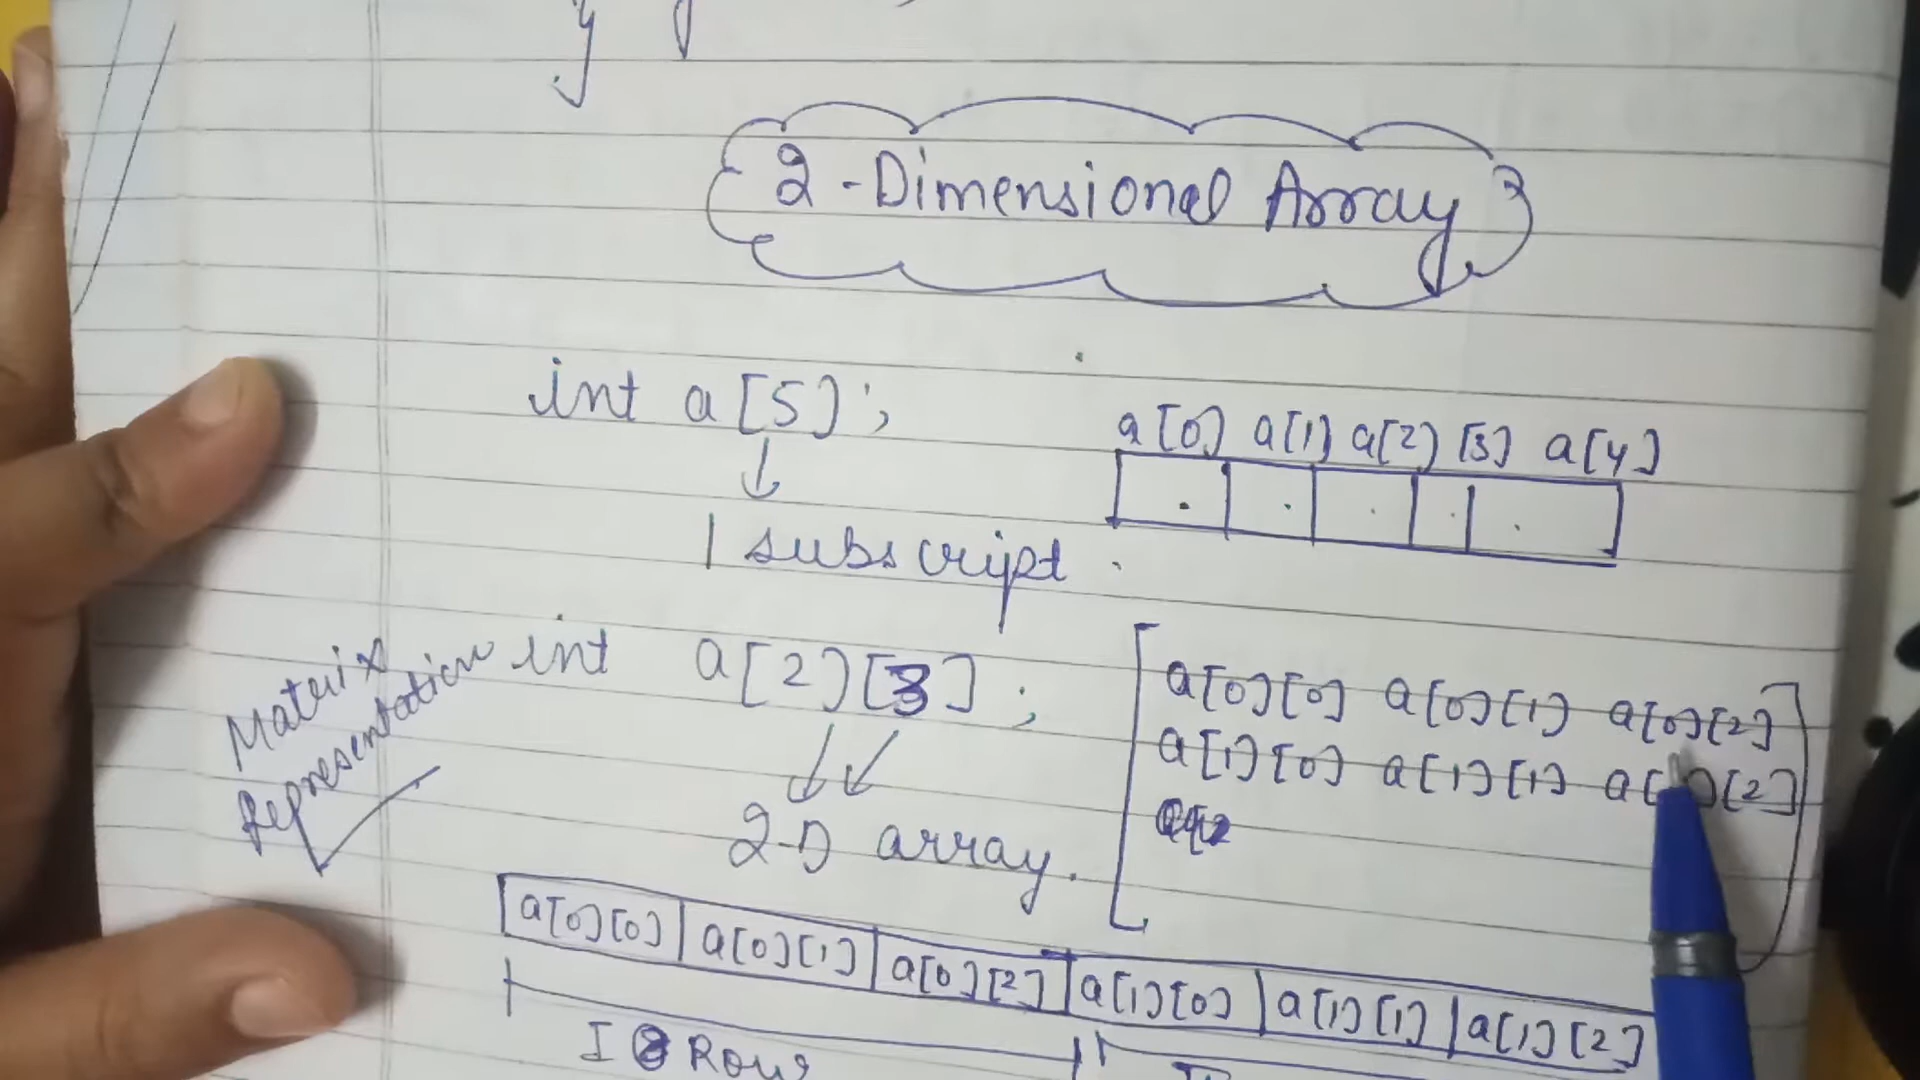 2-Dimensional Array
int a[5];
a[0] a[1] a[2] [3] a[4]
1 subscript.
Matrix
Representation
int a[2][3];
a[0][0] a[0][1] a[0][2]
a[1][0] a[1][1] a[ ][2]
2-D array.
a[0][0] a[0][1] a[0][2] a[1][0] a[1][1] a[1][2]
I Rows